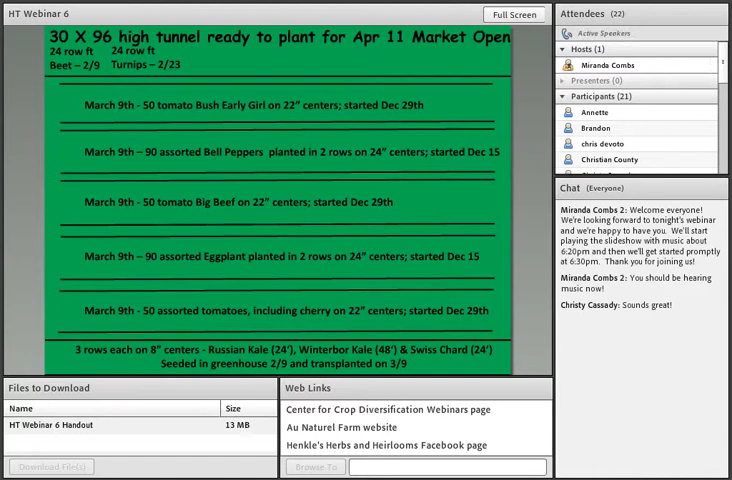 HT Webinar 6
Full Screen
30 X 96 high tunnel ready to plant for Apr 11 Market Open
24 row ft 24 row ft
Beet – 2/9 Turnips – 2/23
March 9th - 50 tomato Bush Early Girl on 22” centers; started Dec 29th
March 9th – 90 assorted Bell Peppers planted in 2 rows on 24” centers; started Dec 15
March 9th - 50 tomato Big Beef on 22” centers; started Dec 29th
March 9th – 90 assorted Eggplant planted in 2 rows on 24” centers; started Dec 15
March 9th - 50 assorted tomatoes, including cherry on 22” centers; started Dec 29th
3 rows each on 8” centers - Russian Kale (24’), Winterbor Kale (48’) & Swiss Chard (24’)
Seeded in greenhouse 2/9 and transplanted on 3/9
Files to Download
Name Size
HT Webinar 6 Handout 13 MB
Download File(s)
Web Links
Center for Crop Diversification Webinars page
Au Naturel Farm website
Henkle's Herbs and Heirlooms Facebook page
Browse To
Attendees (22)
Active Speakers
Hosts (1)
Miranda Combs
Presenters (0)
Participants (21)
Annette
Brandon
chris devoto
Christian County
Chat (Everyone)
Miranda Combs 2: Welcome everyone!
We're looking forward to tonight's webinar
and we're happy to have you. We'll start
playing the slideshow with music about
6:20pm and then we'll get started promptly
at 6:30pm. Thank you for joining us!
Miranda Combs 2: You should be hearing
music now!
Christy Cassady: Sounds great!